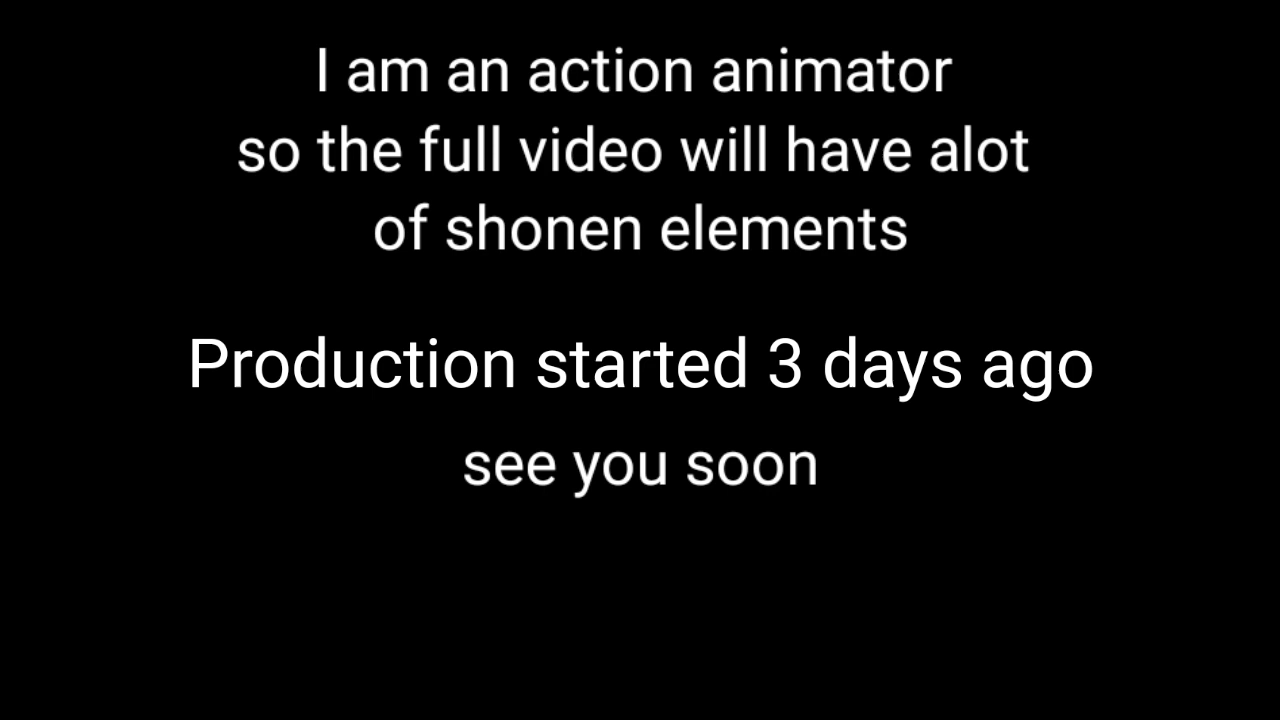 I am an action animator
so the full video will have alot
of shonen elements
Production started 3 days ago
see you soon